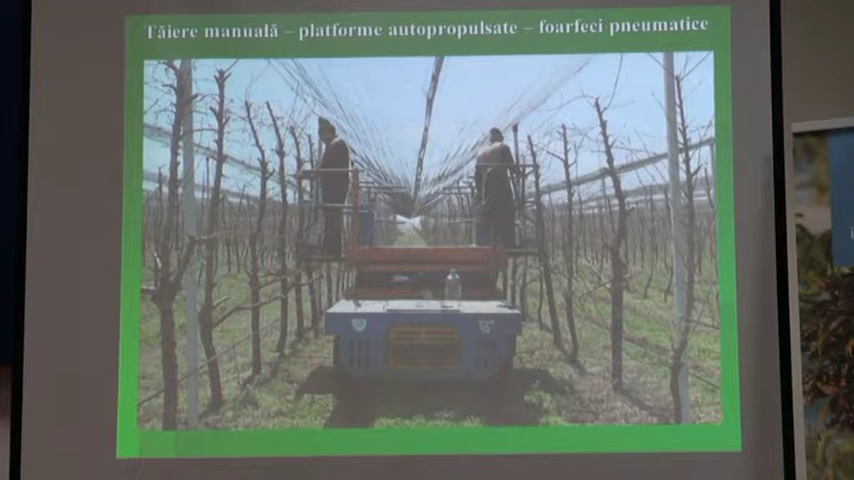 Tăiere manuală – platforme autopropulsate – foarfeci pneumatice